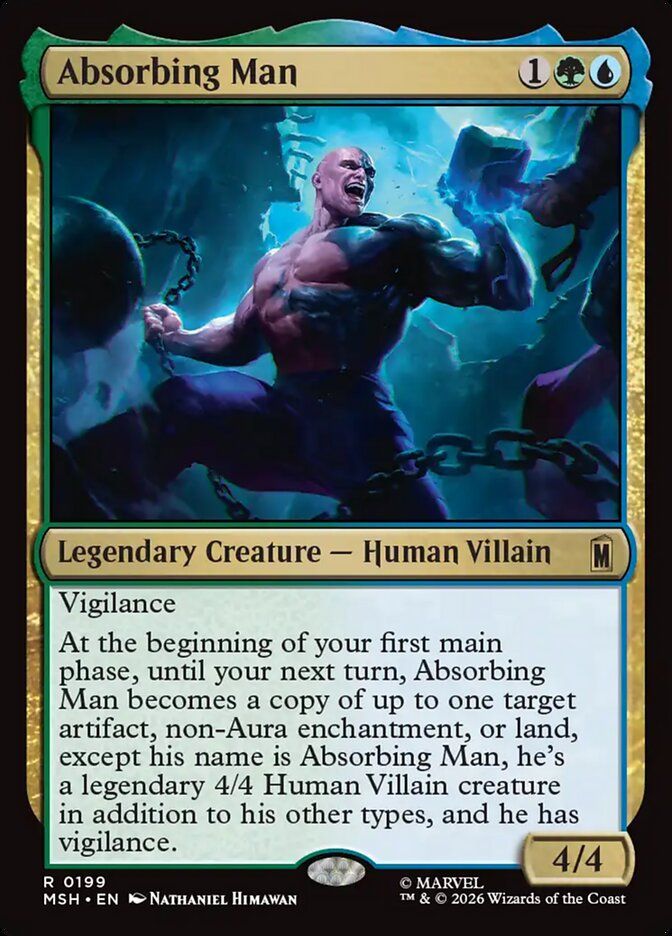 Absorbing Man 1
Legendary Creature — Human Villain M
Vigilance
At the beginning of your first main
phase, until your next turn, Absorbing
Man becomes a copy of up to one target
artifact, non-Aura enchantment, or land,
except his name is Absorbing Man, he's
a legendary 4/4 Human Villain creature
in addition to his other types, and he has
vigilance.
4/4
R 0199
MSH • EN Nathaniel Himawan
© MARVEL
™ & © 2026 Wizards of the Coast